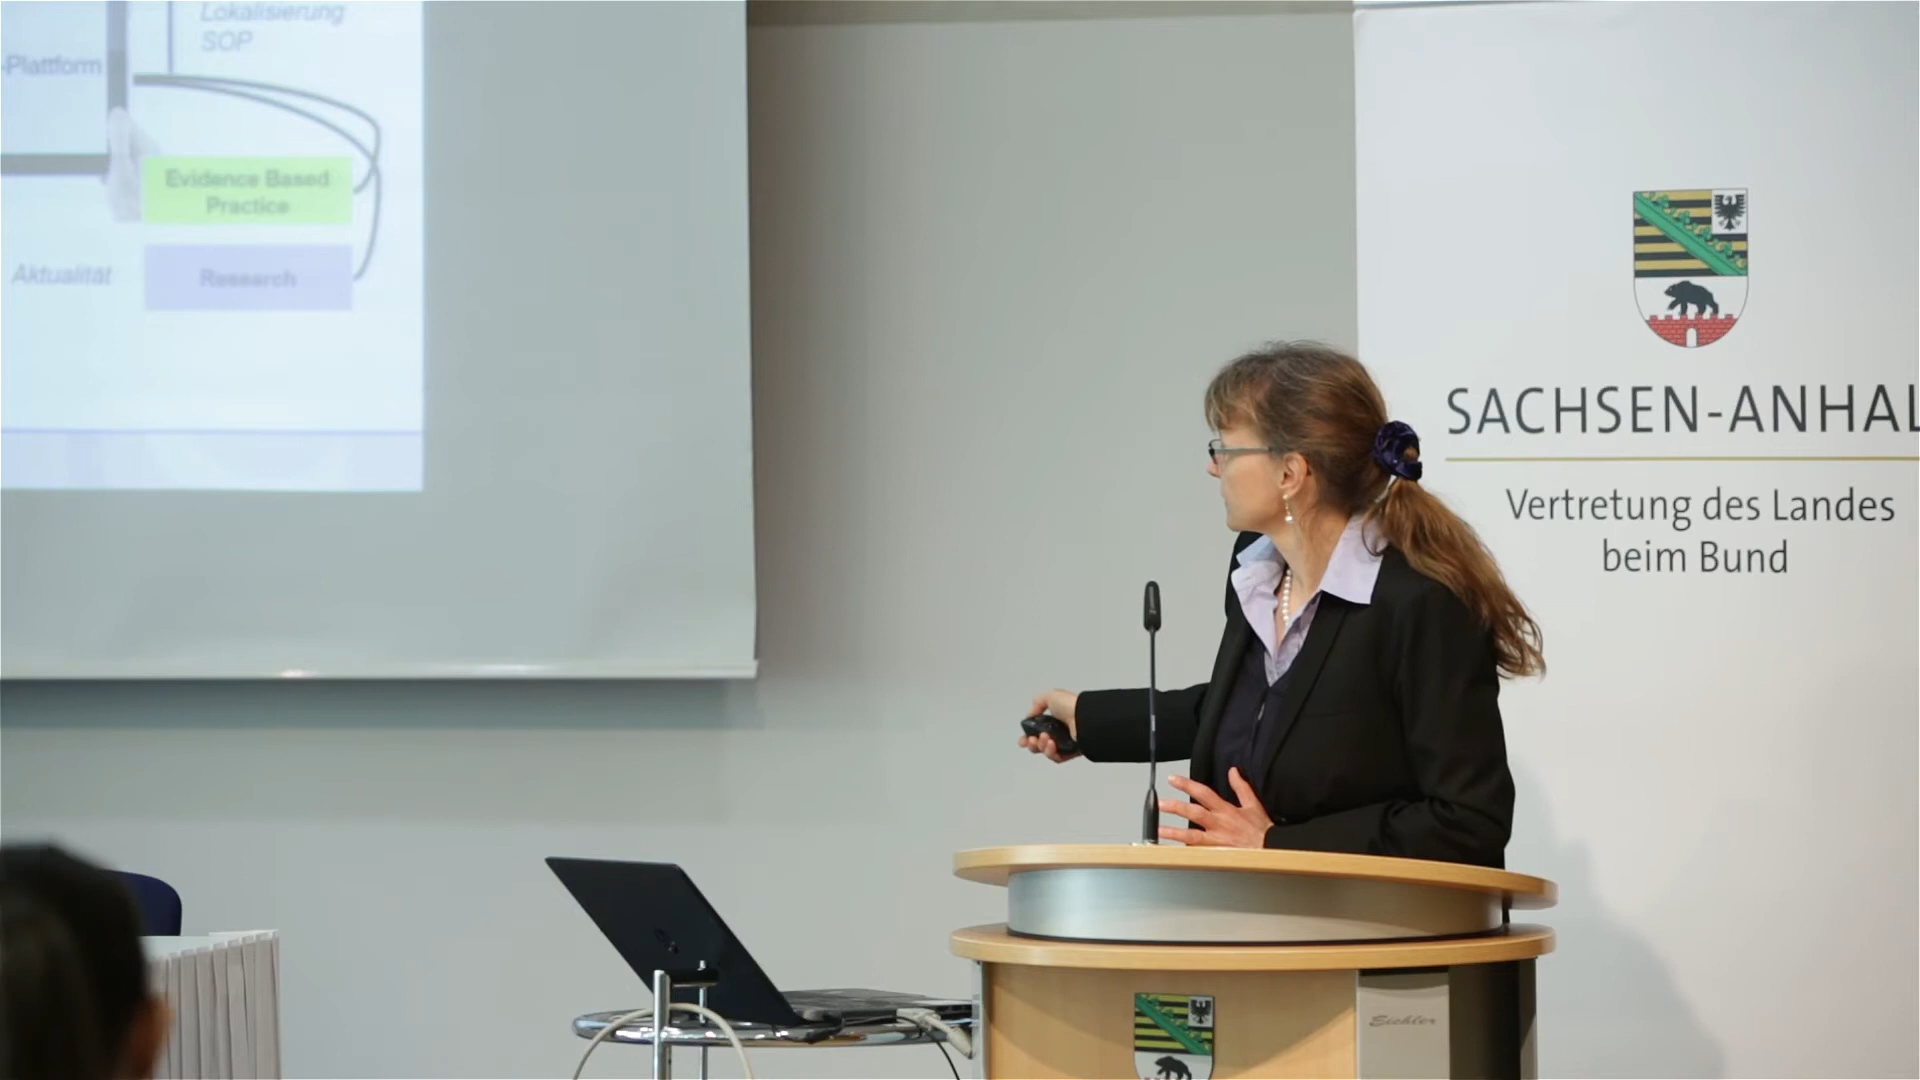 Lokalisierung
SOP
-Plattform
Evidence Based
Practice
Aktualität
Research
SACHSEN-ANHAL
Vertretung des Landes
beim Bund
Eichler